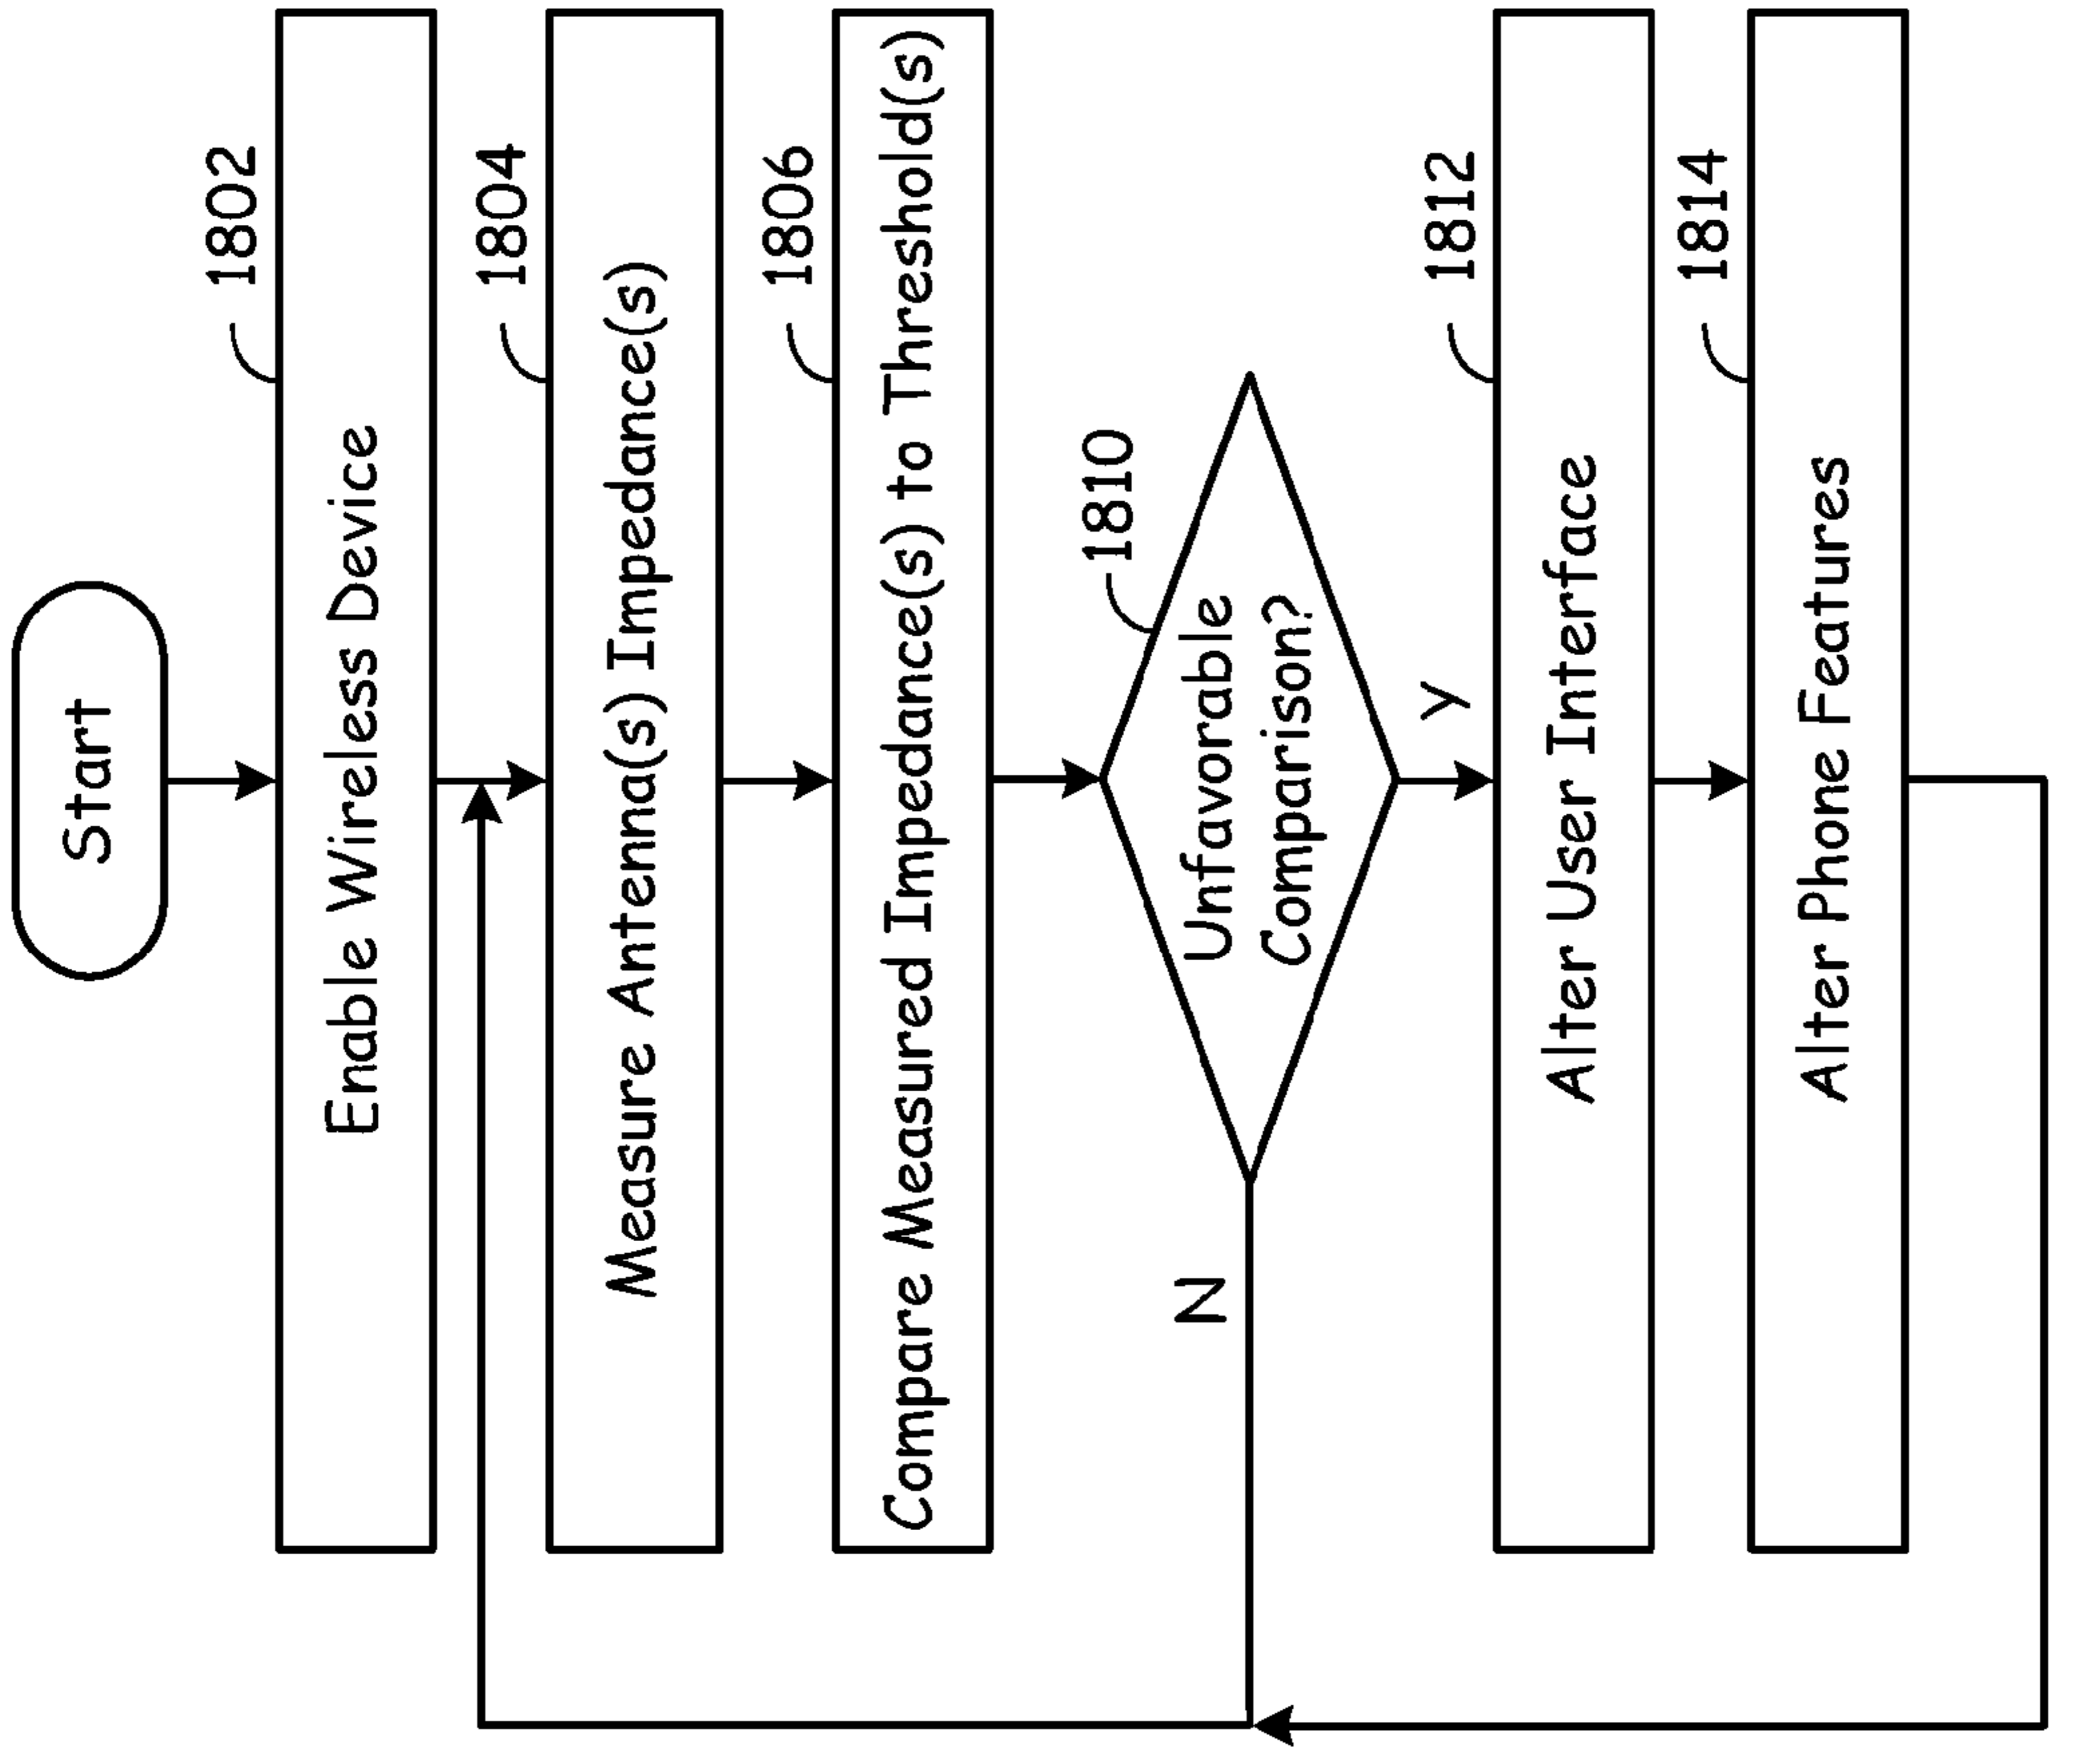 Start
1802
Enable Wireless Device
1804
Measure Antenna(s) Impedance(s)
1806
Compare Measured Impedance(s) to Threshold(s)
1810
Unfavorable
Comparison?
N
Y
1812
Alter User Interface
1814
Alter Phone Features